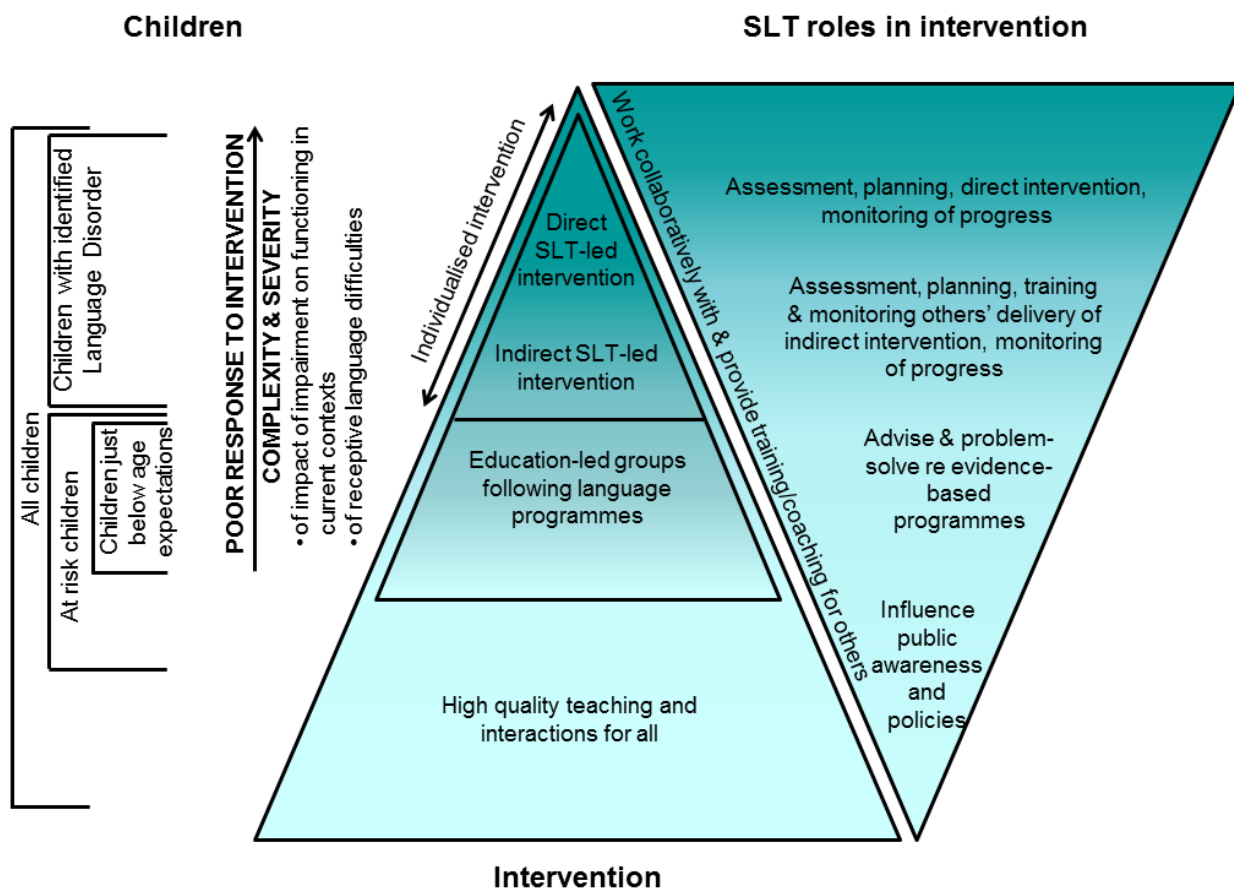 Children
SLT roles in intervention
All children
Children with identified
Language Disorder
At risk children
Children just
below age
expectations
POOR RESPONSE TO INTERVENTION
COMPLEXITY & SEVERITY
• of impact of impairment on functioning in
current contexts
• of receptive language difficulties
Individualised intervention
Direct
SLT-led
intervention
Indirect SLT-led
intervention
Education-led groups
following language
programmes
High quality teaching and
interactions for all
Work collaboratively with & provide training/coaching for others
Assessment, planning, direct intervention,
monitoring of progress
Assessment, planning, training
& monitoring others' delivery of
indirect intervention, monitoring
of progress
Advise & problem-
solve re evidence-
based
programmes
Influence
public
awareness
and
policies
Intervention